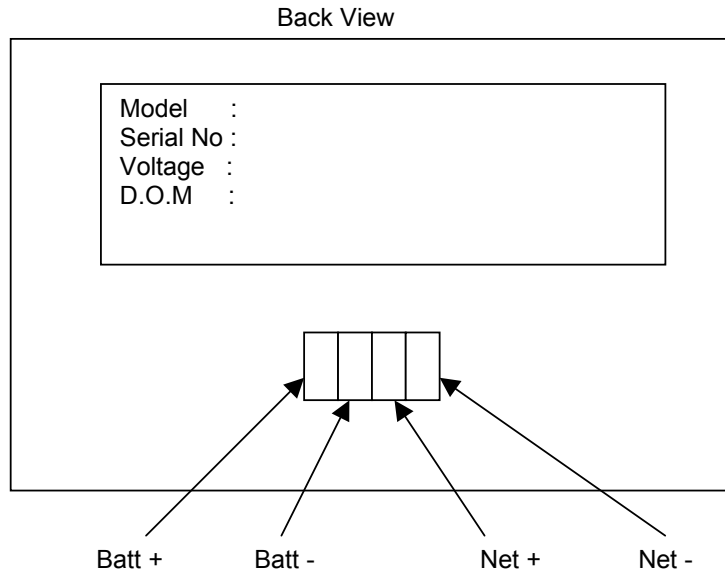 Back View
Model :
Serial No :
Voltage :
D.O.M :
Batt + Batt - Net + Net -